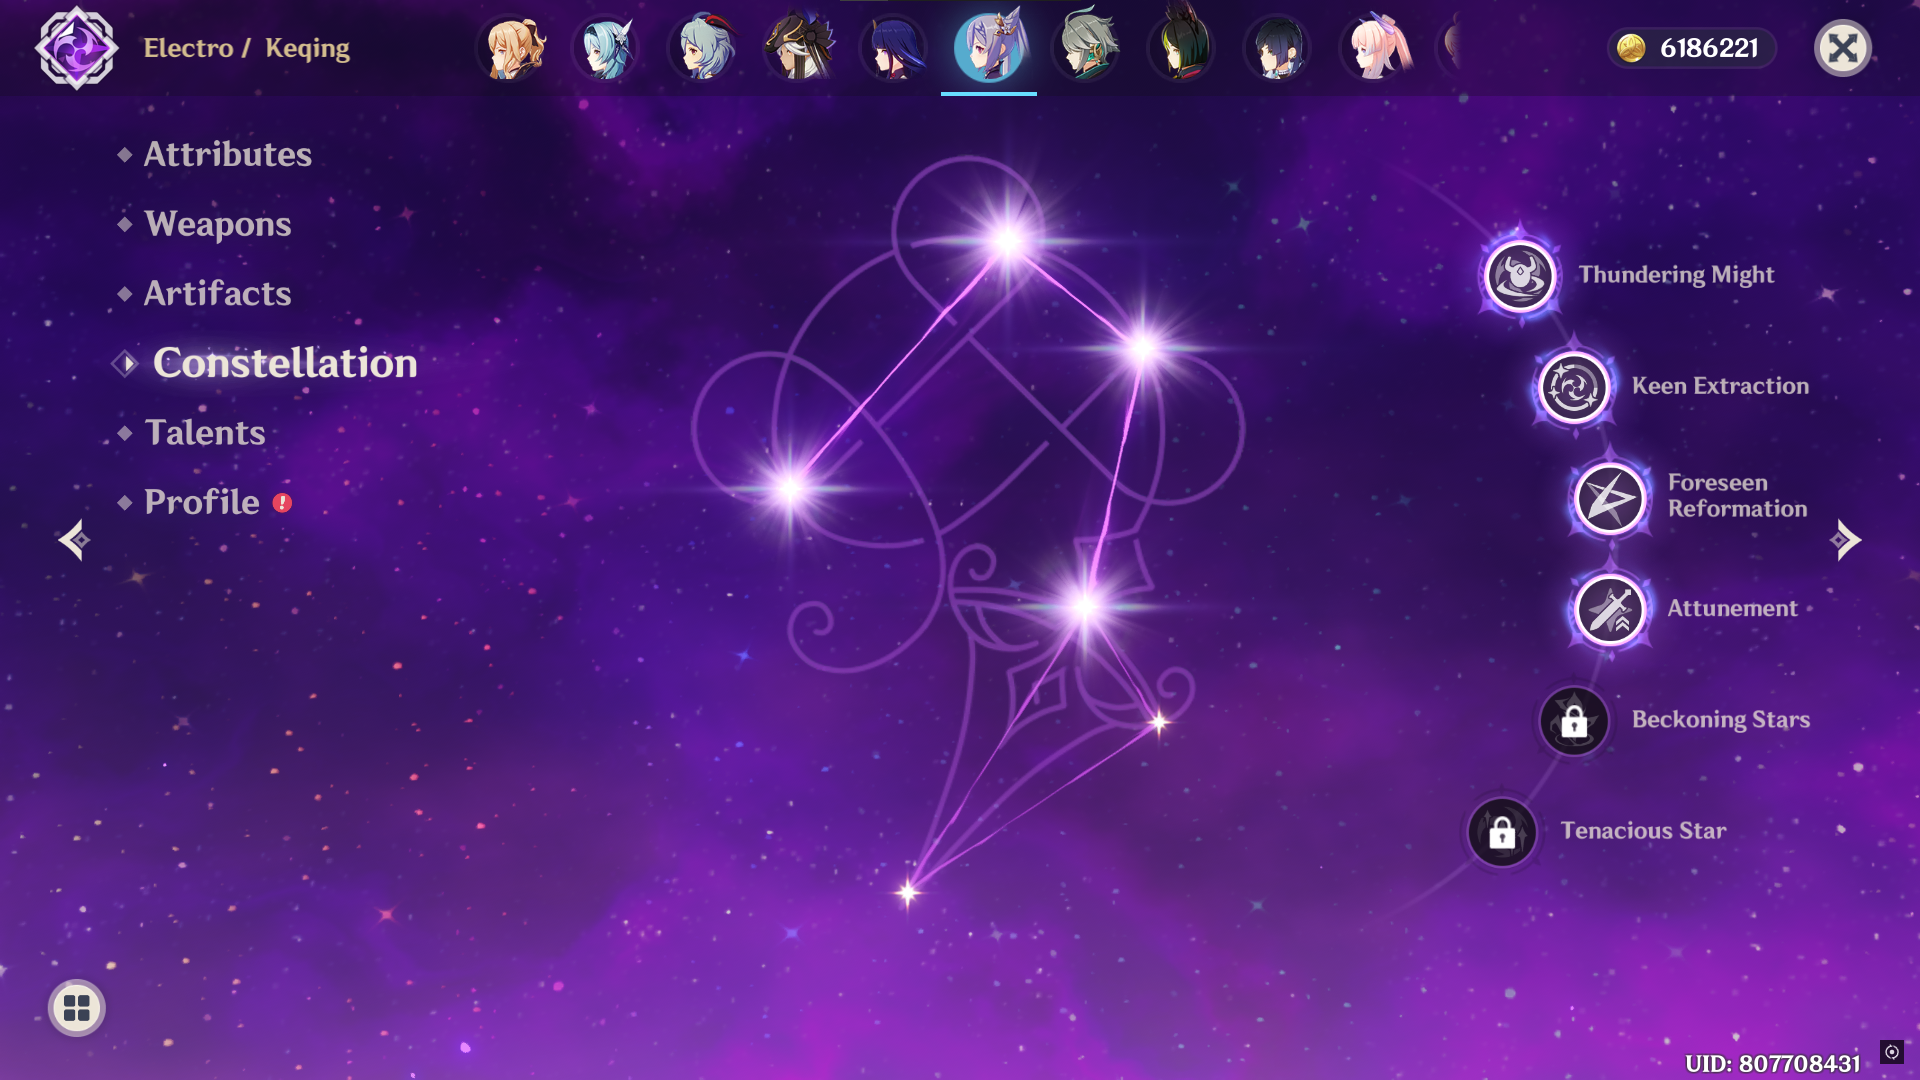 Electro / Keqing
6186221
Attributes
Weapons
Artifacts
Constellation
Talents
Profile
Thundering Might
Keen Extraction
Foreseen
Reformation
Attunement
Beckoning Stars
Tenacious Star
UID: 807708431